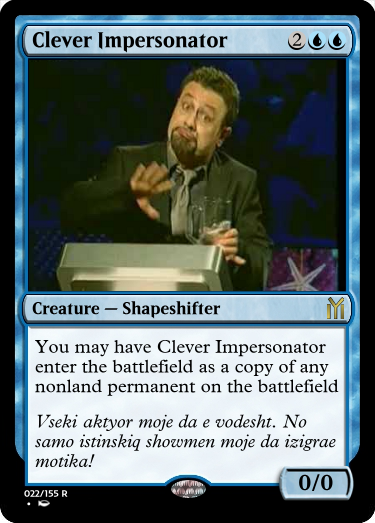 Clever Impersonator 2
Creature — Shapeshifter
You may have Clever Impersonator
enter the battlefield as a copy of any
nonland permanent on the battlefield
Vseki aktyor moje da e vodesht. No
samo istinskiq showmen moje da izigrae
motika!
0/0
022/155 R